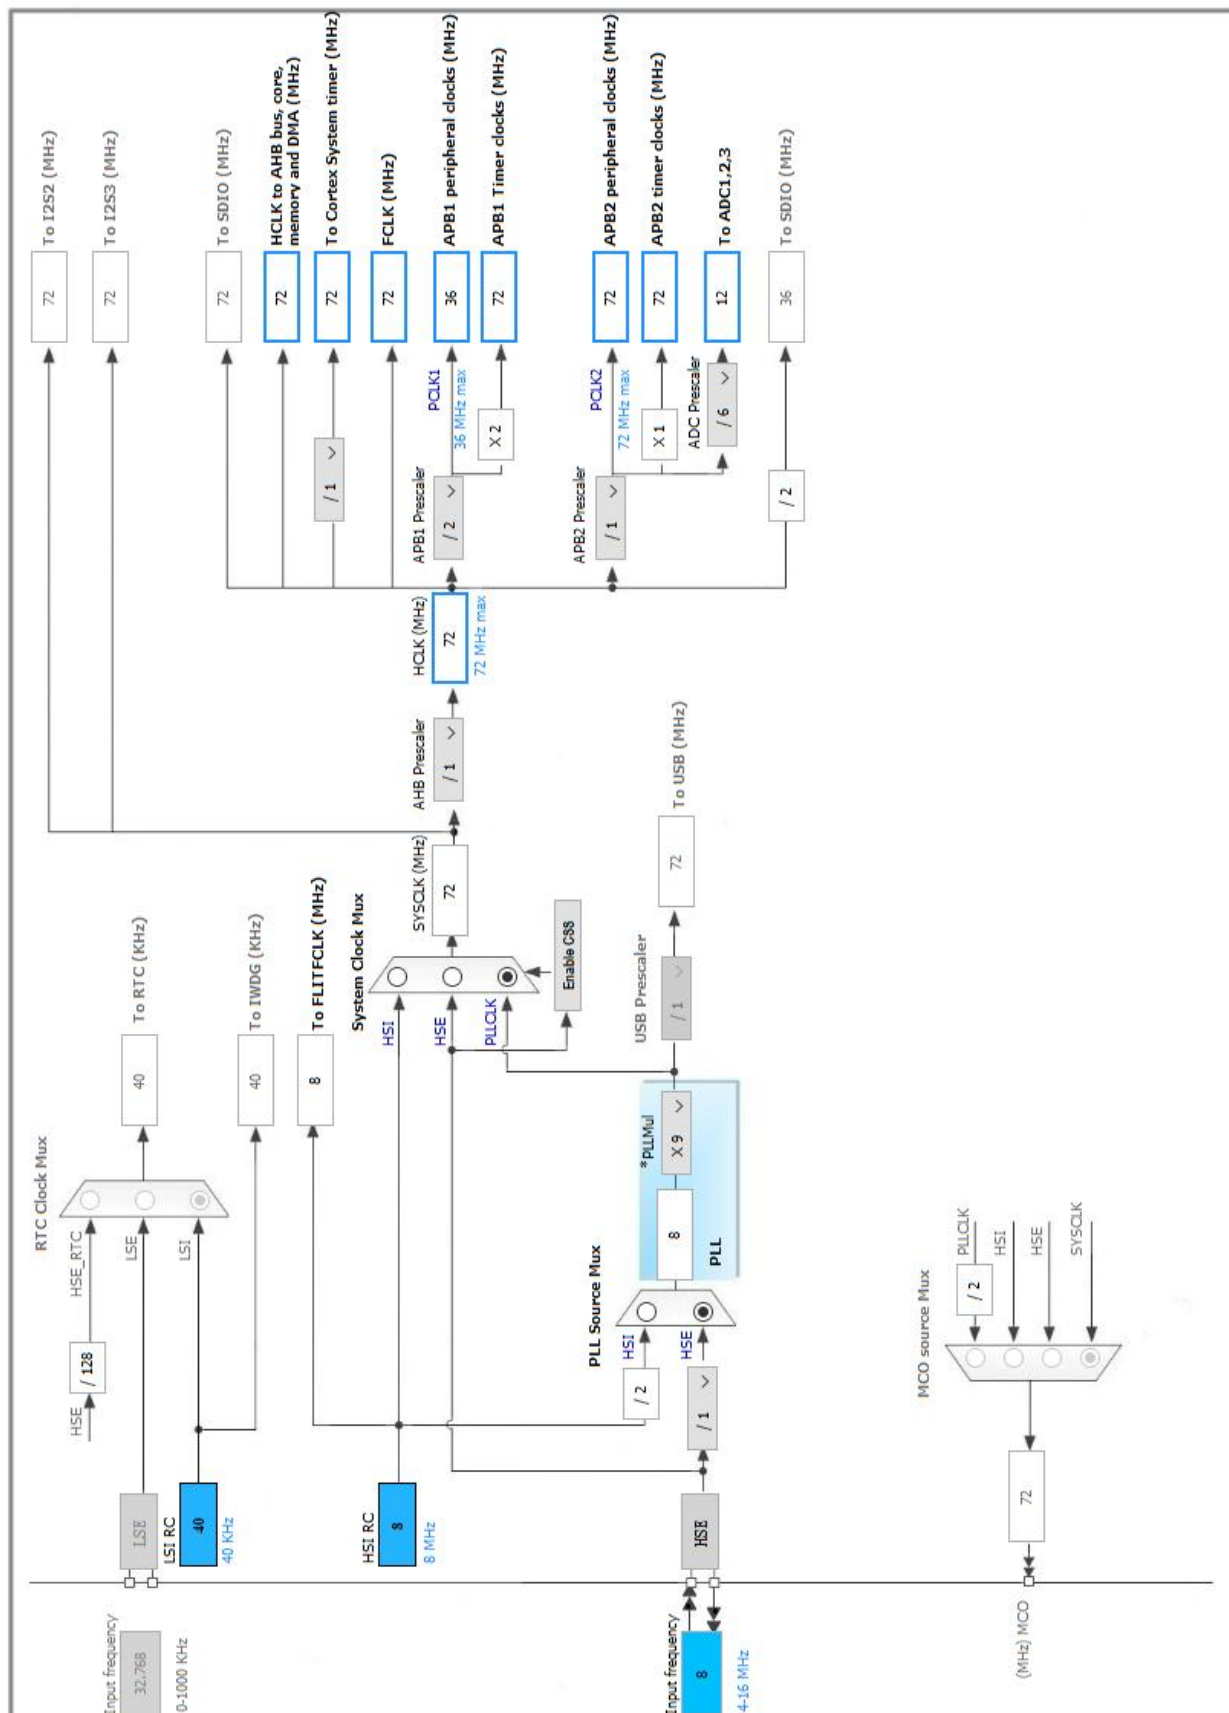 Input frequency
32.768
0-1000 KHz
LSE
LSI RC
40
40 KHz
HSE
/ 128
HSE_RTC
LSE
LSI
RTC Clock Mux
40
To RTC (KHz)
40
To IWDG (KHz)
8
To FLITFCLK (MHz)
HSI RC
8
8 MHz
Input frequency
8
4-16 MHz
HSE
/ 1
/ 2
HSI
HSE
PLL Source Mux
8
PLL
*PLLMul
X 9
USB Prescaler
/ 1
72
To USB (MHz)
System Clock Mux
HSI
HSE
PLLCLK
Enable CSS
SYSCLK (MHz)
72
AHB Prescaler
/ 1
HCLK (MHz)
72
72 MHz max
72
To I2S2 (MHz)
72
To I2S3 (MHz)
72
To SDIO (MHz)
72
HCLK to AHB bus, core,
memory and DMA (MHz)
/ 1
72
To Cortex System timer (MHz)
72
FCLK (MHz)
APB1 Prescaler
/ 2
PCLK1
36 MHz max
36
APB1 peripheral clocks (MHz)
X 2
72
APB1 Timer clocks (MHz)
APB2 Prescaler
/ 1
PCLK2
72 MHz max
72
APB2 peripheral clocks (MHz)
X 1
72
APB2 timer clocks (MHz)
ADC Prescaler
/ 6
12
To ADC1,2,3
/ 2
36
To SDIO (MHz)
MCO source Mux
PLLCLK
/ 2
HSI
HSE
SYSCLK
72
(MHz) MCO